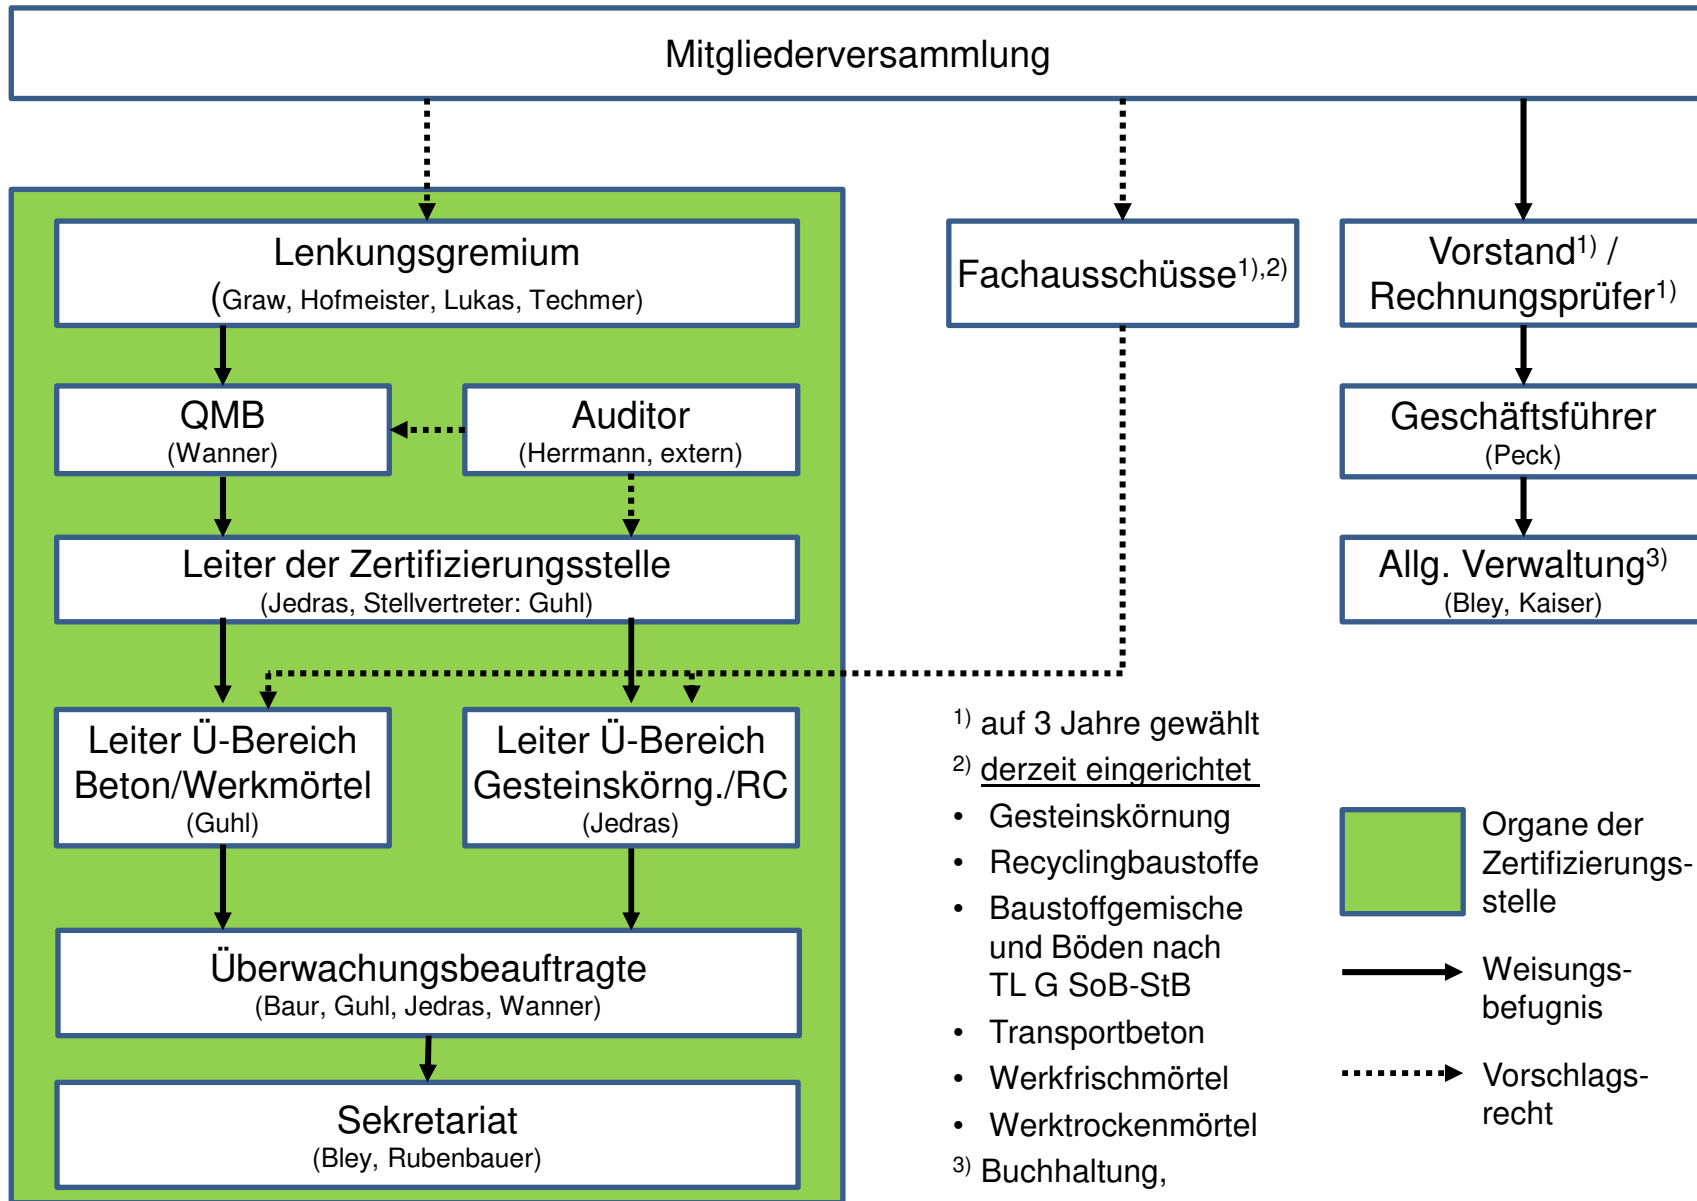 Mitgliederversammlung
Lenkungsgremium
(Graw, Hofmeister, Lukas, Techmer)
Fachausschüsse1),2)
Vorstand1) /
Rechnungsprüfer1)
QMB
(Wanner)
Auditor
(Herrmann, extern)
Geschäftsführer
(Peck)
Leiter der Zertifizierungsstelle
(Jedras, Stellvertreter: Guhl)
Allg. Verwaltung3)
(Bley, Kaiser)
Leiter Ü-Bereich
Beton/Werkmörtel
(Guhl)
Leiter Ü-Bereich
Gesteinskörng./RC
(Jedras)
Überwachungsbeauftragte
(Baur, Guhl, Jedras, Wanner)
Sekretariat
(Bley, Rubenbauer)
1) auf 3 Jahre gewählt
2) derzeit eingerichtet
• Gesteinskörnung
• Recyclingbaustoffe
• Baustoffgemische
und Böden nach
TL G SoB-StB
• Transportbeton
• Werkfrischmörtel
• Werktrockenmörtel
3) Buchhaltung,
Organe der
Zertifizierungs-
stelle
Weisungs-
befugnis
Vorschlags-
recht